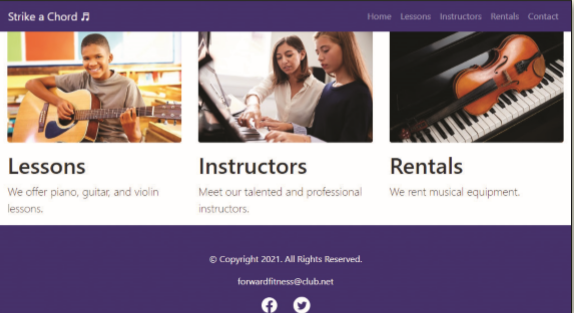 Strike a Chord ♫
Home Lessons Instructors Rentals Contact
Lessons
We offer piano, guitar, and violin
lessons.
Instructors
Meet our talented and professional
instructors.
Rentals
We rent musical equipment.
© Copyright 2021. All Rights Reserved.
forwardfitness@club.net